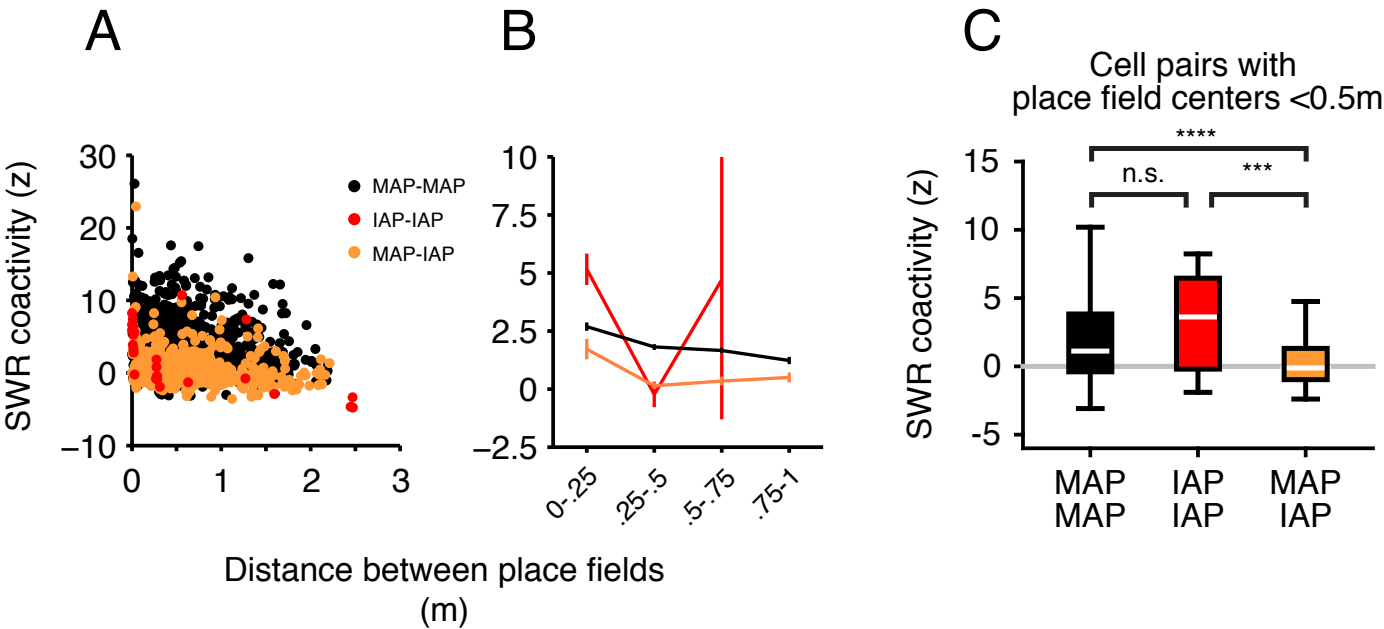 A
B
C
Cell pairs with
place field centers <0.5m
SWR coactivity (z)
30
20
10
0
−10
0
1
2
3
MAP-MAP
IAP-IAP
MAP-IAP
10
7.5
5
2.5
0
−2.5
0-.25
.25-.5
.5-.75
.75-1
Distance between place fields
(m)
SWR coactivity (z)
15
10
5
0
-5
****
n.s.
***
MAP
MAP
IAP
IAP
MAP
IAP